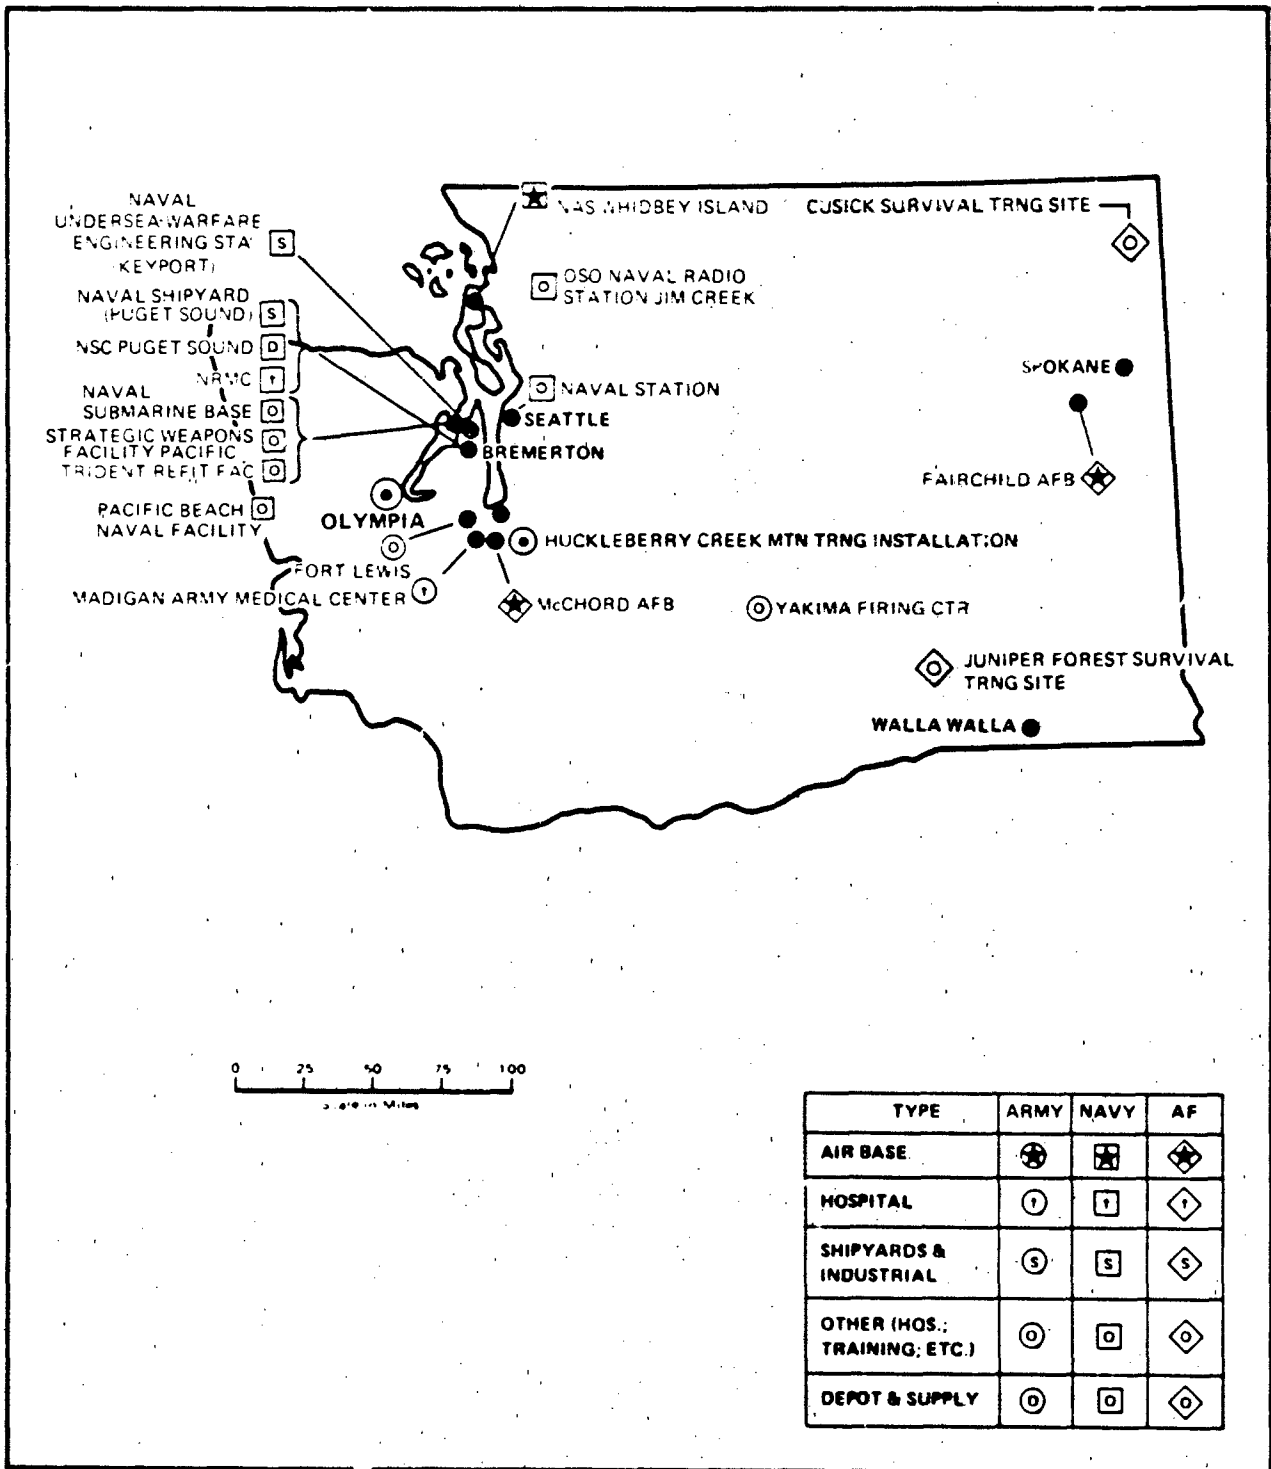 NAVAL
UNDERSEA WARFARE
ENGINEERING STA
(KEYPORT)
S
NAVAL SHIPYARD
(PUGET SOUND)
S
NSC PUGET SOUND
D
NRMC
NAVAL
SUBMARINE BASE
O
STRATEGIC WEAPONS
FACILITY PACIFIC
O
TRIDENT REFIT FAC
O
PACIFIC BEACH
NAVAL FACILITY
O
NAS WHIDBEY ISLAND
CUSICK SURVIVAL TRNG SITE
O
OSO NAVAL RADIO
STATION JIM CREEK
O
O NAVAL STATION
SEATTLE
BREMERTON
SPOKANE
FAIRCHILD AFB
OLYMPIA
O
HUCKLEBERRY CREEK MTN TRNG INSTALLATION
FORT LEWIS
MADIGAN ARMY MEDICAL CENTER
McCHORD AFB
O YAKIMA FIRING CTR
O
JUNIPER FOREST SURVIVAL
TRNG SITE
WALLA WALLA
0 25 50 75 100
Scale in Miles
TYPE ARMY NAVY AF
AIR BASE
HOSPITAL
SHIPYARDS &
INDUSTRIAL
S S S
OTHER (HOS.;
TRAINING; ETC.)
O O O
DEPOT & SUPPLY
D O O